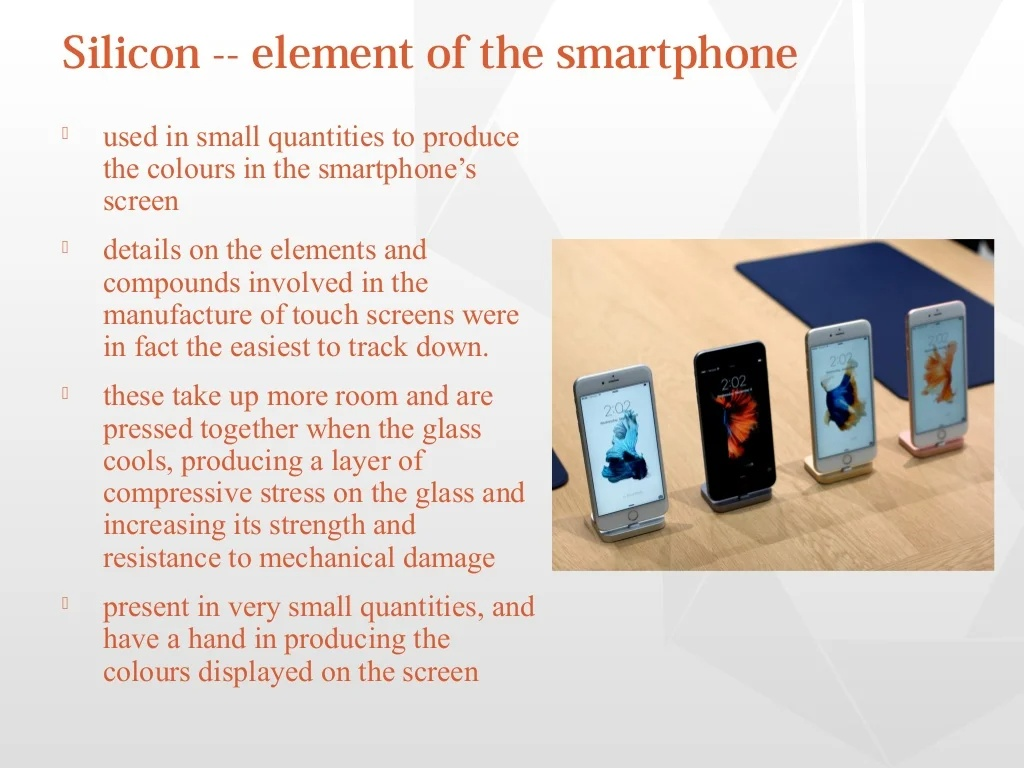 Silicon -- element of the smartphone
used in small quantities to produce
the colours in the smartphone’s
screen
details on the elements and
compounds involved in the
manufacture of touch screens were
in fact the easiest to track down.
these take up more room and are
pressed together when the glass
cools, producing a layer of
compressive stress on the glass and
increasing its strength and
resistance to mechanical damage
present in very small quantities, and
have a hand in producing the
colours displayed on the screen
2:02
2:02
2:02
2:02